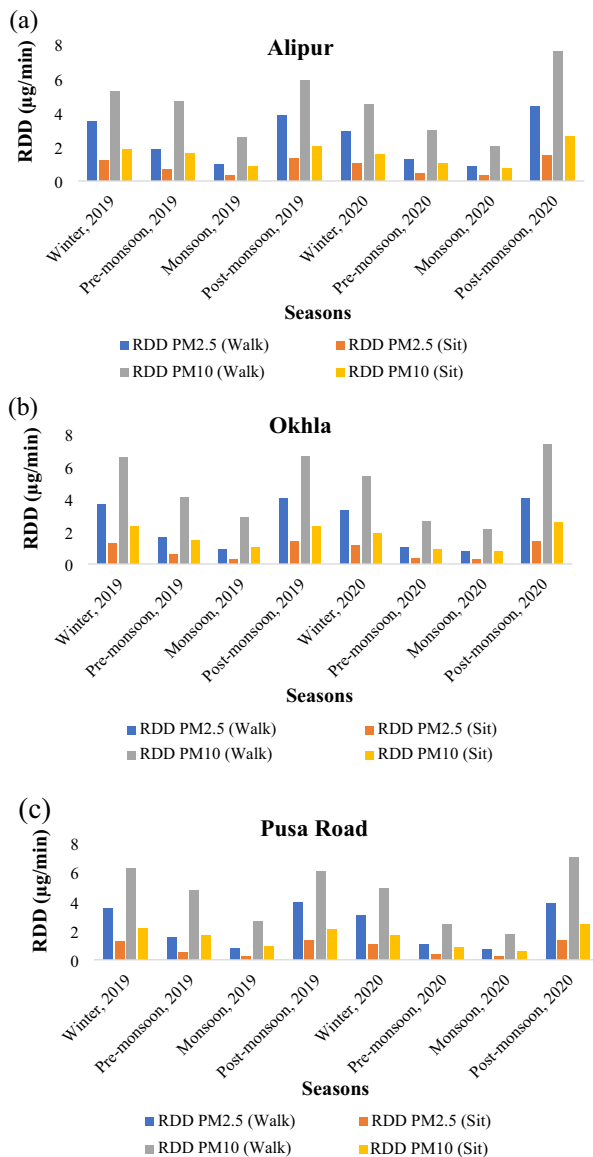 (a)
Alipur
RDD (µg/min)
8
6
4
2
0
Winter, 2019
Pre-monsoon, 2019
Monsoon, 2019
Post-monsoon, 2019
Winter, 2020
Pre-monsoon, 2020
Monsoon, 2020
Post-monsoon, 2020
Seasons
RDD PM2.5 (Walk) RDD PM2.5 (Sit)
RDD PM10 (Walk) RDD PM10 (Sit)
(b)
Okhla
RDD (µg/min)
8
6
4
2
0
Winter, 2019
Pre-monsoon, 2019
Monsoon, 2019
Post-monsoon, 2019
Winter, 2020
Pre-monsoon, 2020
Monsoon, 2020
Post-monsoon, 2020
Seasons
RDD PM2.5 (Walk) RDD PM2.5 (Sit)
RDD PM10 (Walk) RDD PM10 (Sit)
(c)
Pusa Road
RDD (µg/min)
8
6
4
2
0
Winter, 2019
Pre-monsoon, 2019
Monsoon, 2019
Post-monsoon, 2019
Winter, 2020
Pre-monsoon, 2020
Monsoon, 2020
Post-monsoon, 2020
Seasons
RDD PM2.5 (Walk) RDD PM2.5 (Sit)
RDD PM10 (Walk) RDD PM10 (Sit)